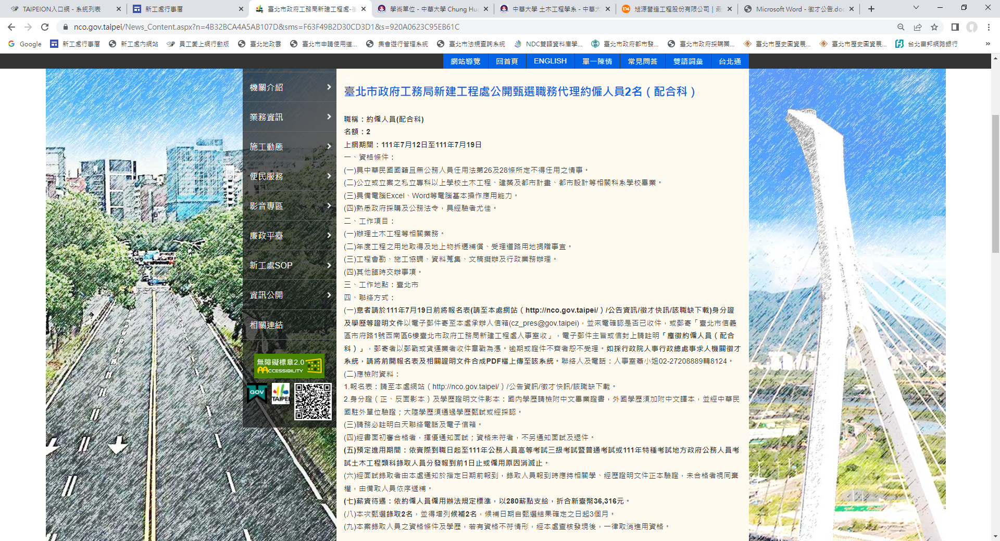 TAIPEION入口網 - 系統列表
新工處行事曆
臺北市政府工務局新建工程處-徵
學術單位 - 中華大學 Chung Hua
中華大學 土木工程學系 - 中華大
旭源營造工程股份有限公司｜最
Microsoft Word - 徵才公告.doc
nco.gov.taipei/News_Content.aspx?n=4B32BCA4A5AB107D&sms=F63F49B2D30CD3D1&s=920A0623C95EB61C
Google
新工處行事曆
新工處內網站
員工愛上網行動版
臺北地政雲
臺北市申請使用道...
集會遊行管理系統
臺北市法規查詢系統
NDC雙語資料庫學...
臺北市政府都市發...
臺北市政府採購業...
臺北市歷史圖資展...
臺北市歷史圖資展...
台北富邦網路銀行
»
網站導覽
回首頁
ENGLISH
單一陳情
常見問答
雙語詞彙
台北通
機關介紹
業務資訊
施工動態
便民服務
影音專區
廉政平臺
新工處SOP
資訊公開
相關連結
無障礙標章2.0
ACCESSIBILITY
GOV
TAIPEI
臺北市政府工務局新建工程處公開甄選職務代理約僱人員2名（配合科）
職稱：約僱人員(配合科)
名額：2
上網期間：111年7月12日至111年7月19日
一、資格條件：
(一)具中華民國國籍且無公務人員任用法第26及28條所定不得任用之情事。
(二)公立或立案之私立專科以上學校土木工程、建築及都市計畫、都市設計等相關科系學校畢業。
(三)具備電腦Excel、Word等電腦基本操作應用能力。
(四)熟悉政府採購及公務法令，具經驗者尤佳。
二、工作項目：
(一)辦理土木工程等相關業務。
(二)年度工程之用地取得及地上物拆遷補償、受理道路用地捐贈事宜。
(三)工程會勘、施工協調、資料蒐集、文稿擬辦及行政業務辦理。
(四)其他臨時交辦事項。
三、工作地點：臺北市
四、聯絡方式：
(一)意者請於111年7月19日前將報名表(請至本處網站（http://nco.gov.taipei/）/公告資訊/徵才快訊/該職缺下載)身分證
及學歷等證明文件以電子郵件寄至本處承辦人信箱(cz_pres@gov.taipei)，並來電確認是否已收件，或郵寄「臺北市信義
區市府路1號西南區6樓臺北市政府工務局新建工程處人事室收」，電子郵件主旨或信封上請註明「應徵約僱人員（配合
科）」，郵寄者以郵戳或貨運業者收件章戳為憑。逾期或證件不齊者恕不受理。如採行政院人事行政總處事求人機關徵才
系統，請將前開報名表及相關證明文件合成PDF檔上傳至該系統。聯絡人及電話：人事室蕭小姐02-27208889轉8124。
(二)應檢附資料：
1.報名表：請至本處網站（http://nco.gov.taipei/）/公告資訊/徵才快訊/該職缺下載。
2.身分證（正、反面影本）及學歷證明文件影本：國內學歷請檢附中文畢業證書，外國學歷須加附中文譯本，並經中華民
國駐外單位驗證；大陸學歷須通過學歷甄試或經採認。
(三)請務必註明白天聯絡電話及電子信箱。
(四)經書面初審合格者，擇優通知面試；資格未符者，不另通知面試及退件。
(五)預定進用期間：依實際到職日起至111年公務人員高等考試三級考試暨普通考試或111年特種考試地方政府公務人員考
試土木工程類科錄取人員分發報到前1日止或僱用原因消滅止。
(六)經面試錄取者由本處通知於指定日期前報到，錄取人員報到時應持相關學、經歷證明文件正本驗證，未合格者視同棄
權，由備取人員依序遞補。
(七)薪資待遇：依約僱人員僱用辦法規定標準，以280薪點支給，折合新臺幣36,316元。
(八)本次甄選錄取2名，並得增列候補2名，候補日期自甄選結果確定之日起3個月。
(九)本案錄取人員之資格條件及學歷，若有資格不符情形，經本處查核發現後，一律取消進用資格。